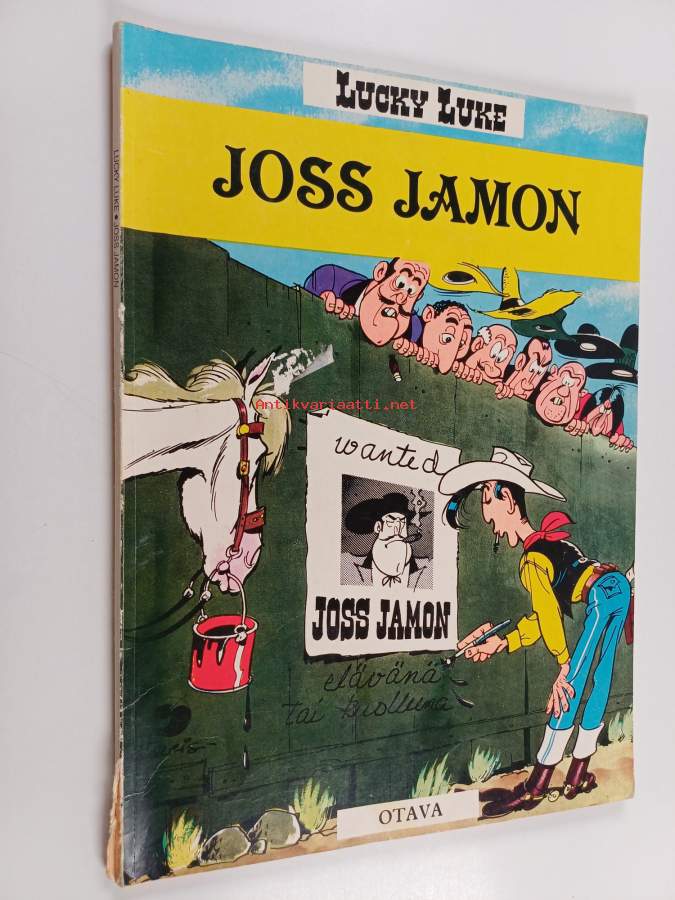 LUCKY LUKE
JOSS JAMON
LUCKY LUKE • JOSS JAMON
Antikvariaatti.net
wanted
JOSS JAMON
elävänä
tai kuolleena
OTAVA